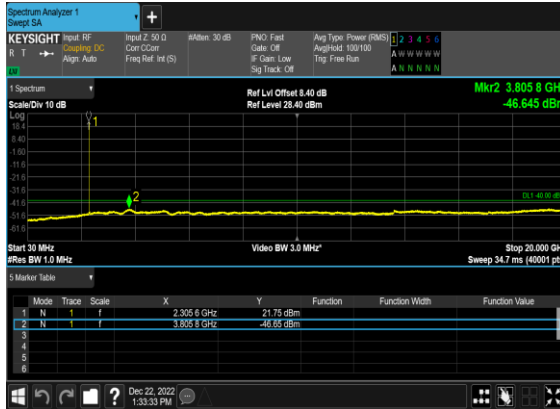 Spectrum Analyzer 1
Swept SA
KEYSIGHT Input: RF Input Z: 50 Ω #Atten: 30 dB PNO: Fast Avg Type: Power (RMS) 1 2 3 4 5 6
R T Coupling: DC Corr CCorr Gate: Off Avg|Hold: 100/100 A W W W W W
Align: Auto Freq Ref: Int (S) IF Gain: Low Trig: Free Run
Sig Track: Off A N N N N N
LU
1 Spectrum Ref Lvl Offset 8.40 dB Mkr2 3.805 8 GH
Scale/Div 10 dB Ref Level 28.40 dBm -46.645 dBr
Log
18.4
8.40
-1.60
-11.6
-21.6
-31.6
-41.6
-51.6
-61.6
1
2
DL1 -40.00 dB
Start 30 MHz Video BW 3.0 MHz* Stop 20.000 GH
#Res BW 1.0 MHz Sweep 34.7 ms (40001 pt
5 Marker Table
Mode Trace Scale X Y Function Function Width Function Value
1 N 1 f 2.305 6 GHz 21.75 dBm
2 N 1 f 3.805 8 GHz -46.65 dBm
3
4
5
6
? Dec 22, 2022
1:33:33 PM